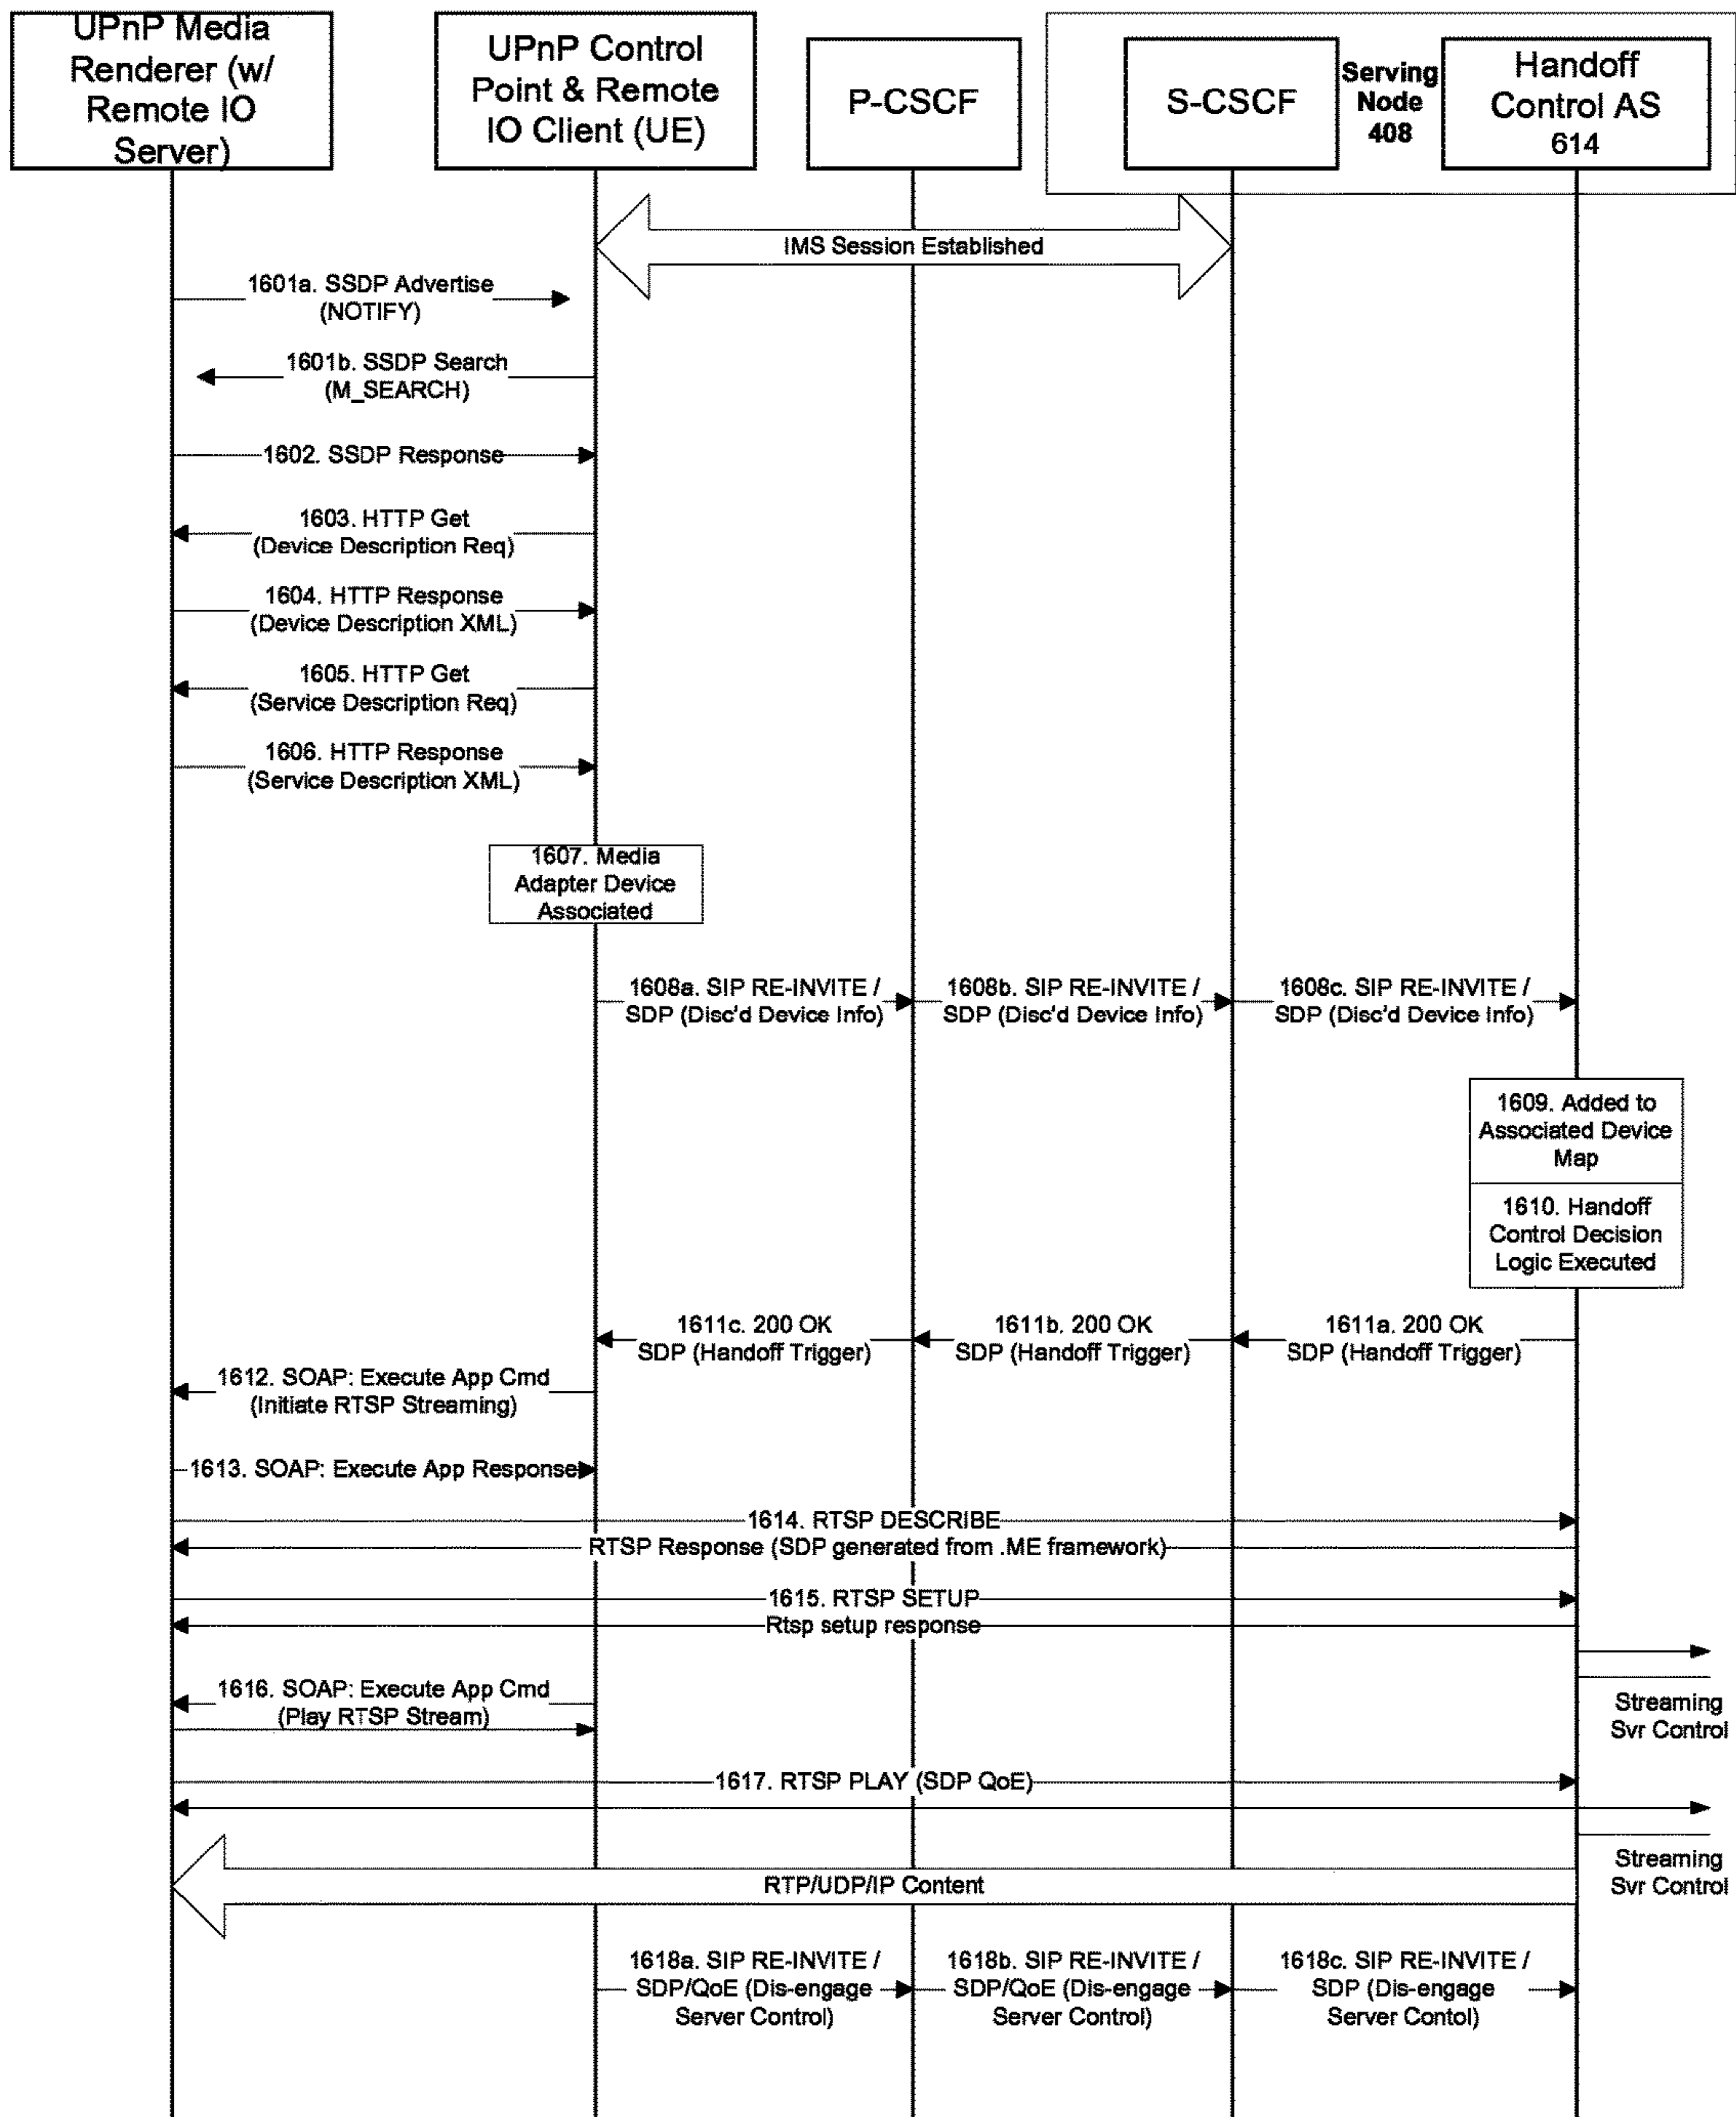 UPnP Media
Renderer (w/
Remote IO
Server)
UPnP Control
Point & Remote
IO Client (UE)
P-CSCF
S-CSCF
Serving
Node
408
Handoff
Control AS
614
IMS Session Established
1601a. SSDP Advertise
(NOTIFY)
1601b. SSDP Search
(M_SEARCH)
1602. SSDP Response
1603. HTTP Get
(Device Description Req)
1604. HTTP Response
(Device Description XML)
1605. HTTP Get
(Service Description Req)
1606. HTTP Response
(Service Description XML)
1607. Media
Adapter Device
Associated
1608a. SIP RE-INVITE /
SDP (Disc'd Device Info)
1608b. SIP RE-INVITE /
SDP (Disc'd Device Info)
1608c. SIP RE-INVITE /
SDP (Disc'd Device Info)
1609. Added to
Associated Device
Map
1610. Handoff
Control Decision
Logic Executed
1611c. 200 OK
SDP (Handoff Trigger)
1611b. 200 OK
SDP (Handoff Trigger)
1611a. 200 OK
SDP (Handoff Trigger)
1612. SOAP: Execute App Cmd
(Initiate RTSP Streaming)
1613. SOAP: Execute App Response
1614. RTSP DESCRIBE
RTSP Response (SDP generated from .ME framework)
1615. RTSP SETUP
Rtsp setup response
1616. SOAP: Execute App Cmd
(Play RTSP Stream)
Streaming
Svr Control
1617. RTSP PLAY (SDP QoE)
Streaming
Svr Control
RTP/UDP/IP Content
1618a. SIP RE-INVITE /
SDP/QoE (Dis-engage
Server Control)
1618b. SIP RE-INVITE /
SDP/QoE (Dis-engage
Server Control)
1618c. SIP RE-INVITE /
SDP (Dis-engage
Server Contol)